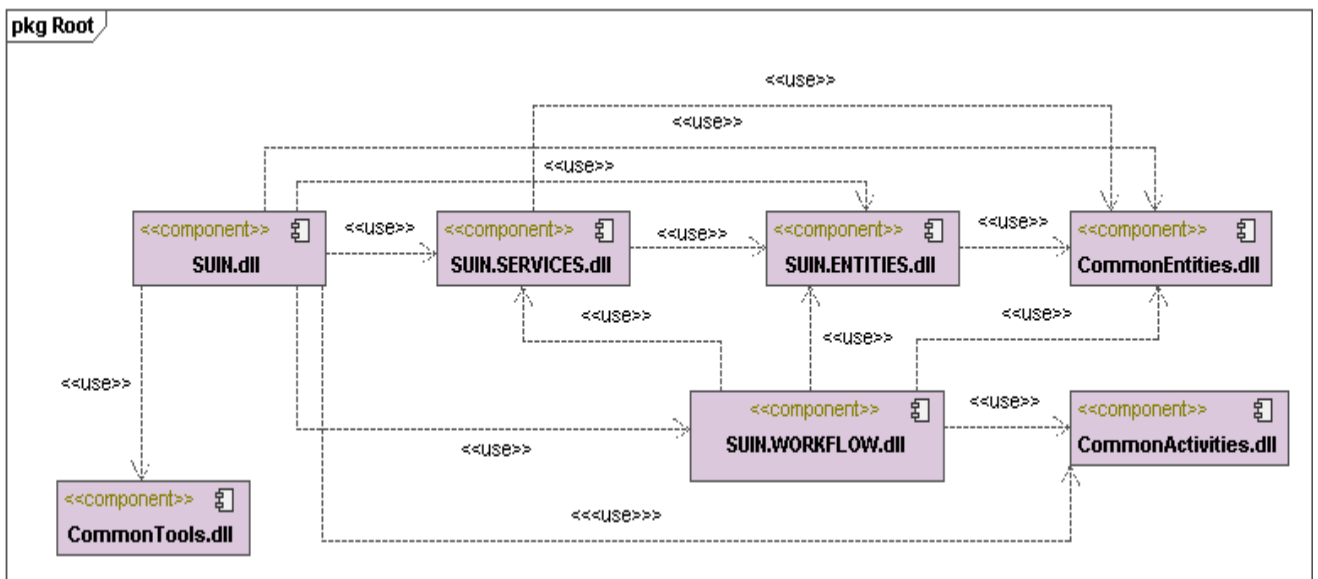 pkg Root
<<use>>
<<use>>
<<use>>
<<component>>
SUIN.dll
<<use>>
<<component>>
SUIN.SERVICES.dll
<<use>>
<<component>>
SUIN.ENTITIES.dll
<<use>>
<<component>>
CommonEntities.dll
<<use>>
<<use>>
<<use>>
<<use>>
<<component>>
SUIN.WORKFLOW.dll
<<use>>
<<component>>
CommonActivities.dll
<<use>>
<<component>>
CommonTools.dll
<<<use>>>